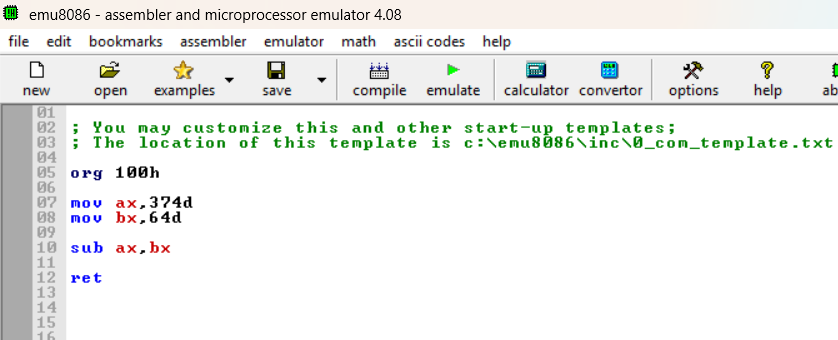 emu8086 - assembler and microprocessor emulator 4.08
file edit bookmarks assembler emulator math ascii codes help
new open examples save compile emulate calculator convertor options help ab
01
02 ; You may customize this and other start-up templates;
03 ; The location of this template is c:\emu8086\inc\0_com_template.txt
04
05 org 100h
06
07 mov ax,374d
08 mov bx,64d
09
10 sub ax,bx
11
12 ret
13
14
15
16